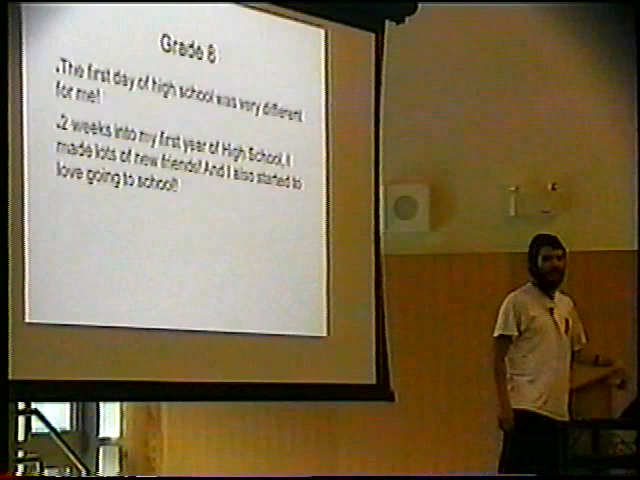 Grade 8
.The first day of high school was very different
for me!
.2 weeks into my first year of High School, I
made lots of new friends! And I also started to
love going to school!